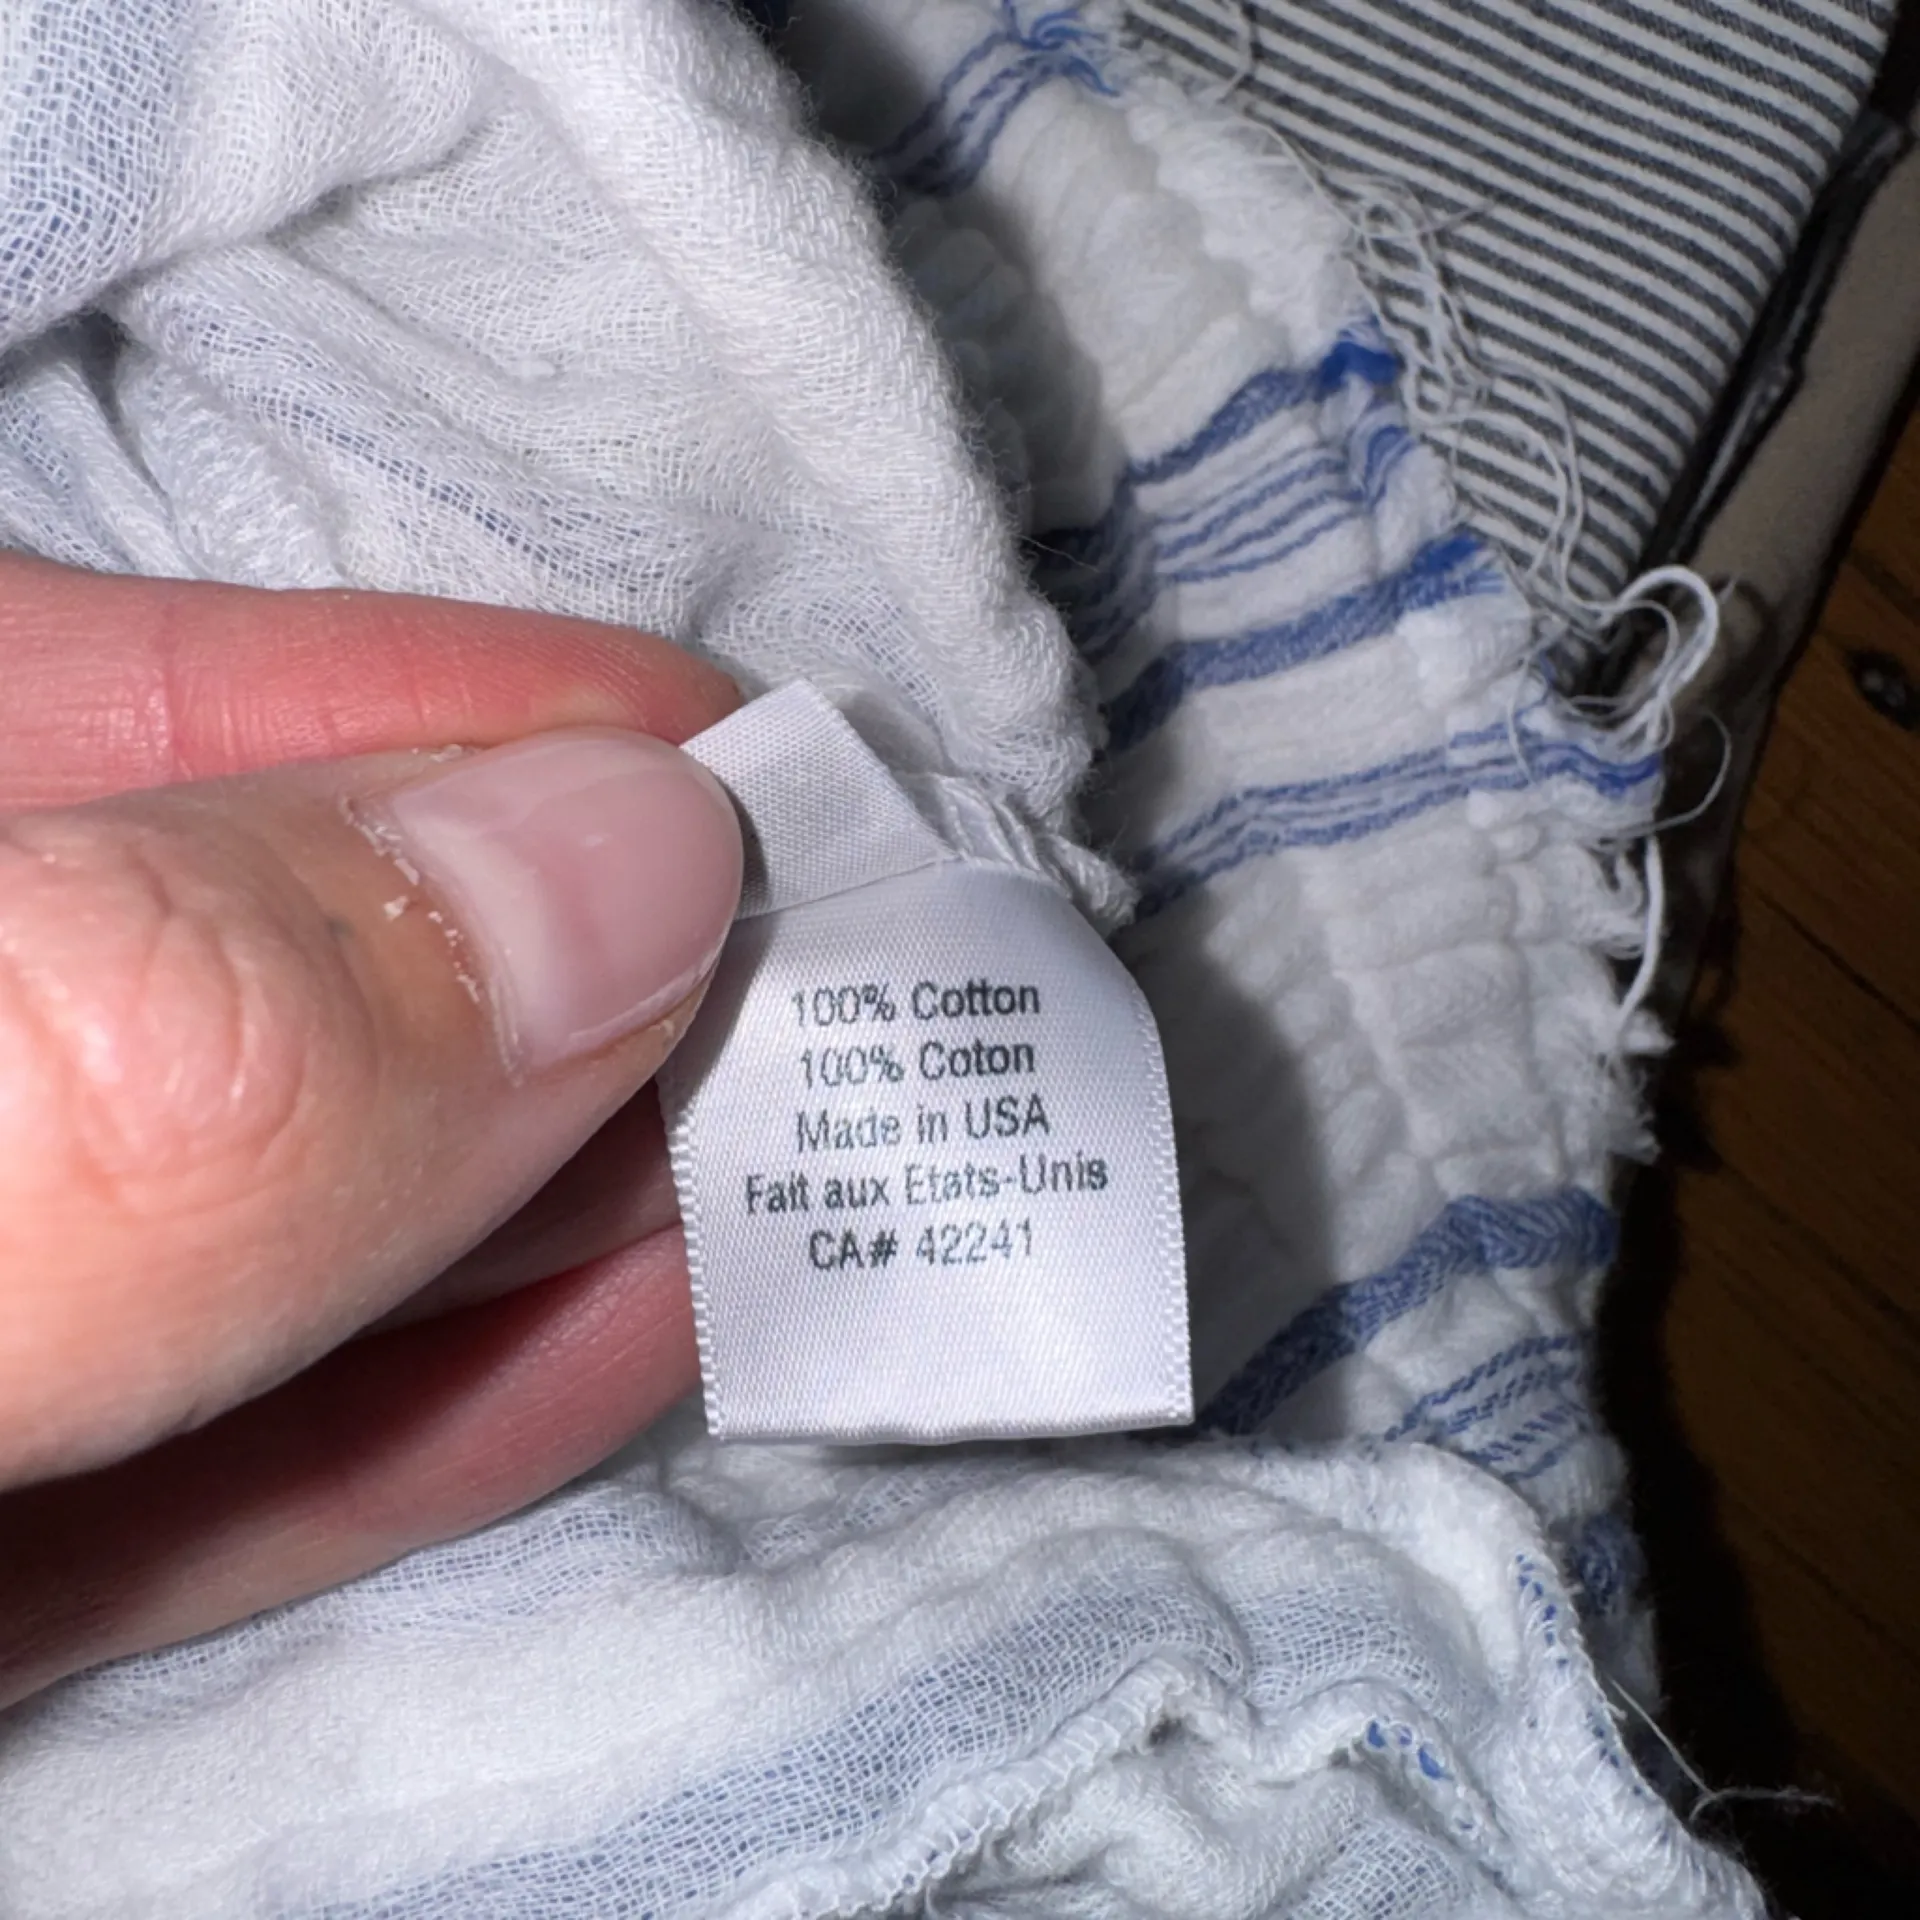 100% Cotton
100% Coton
Made in USA
Fait aux Etats-Unis
CA# 42241